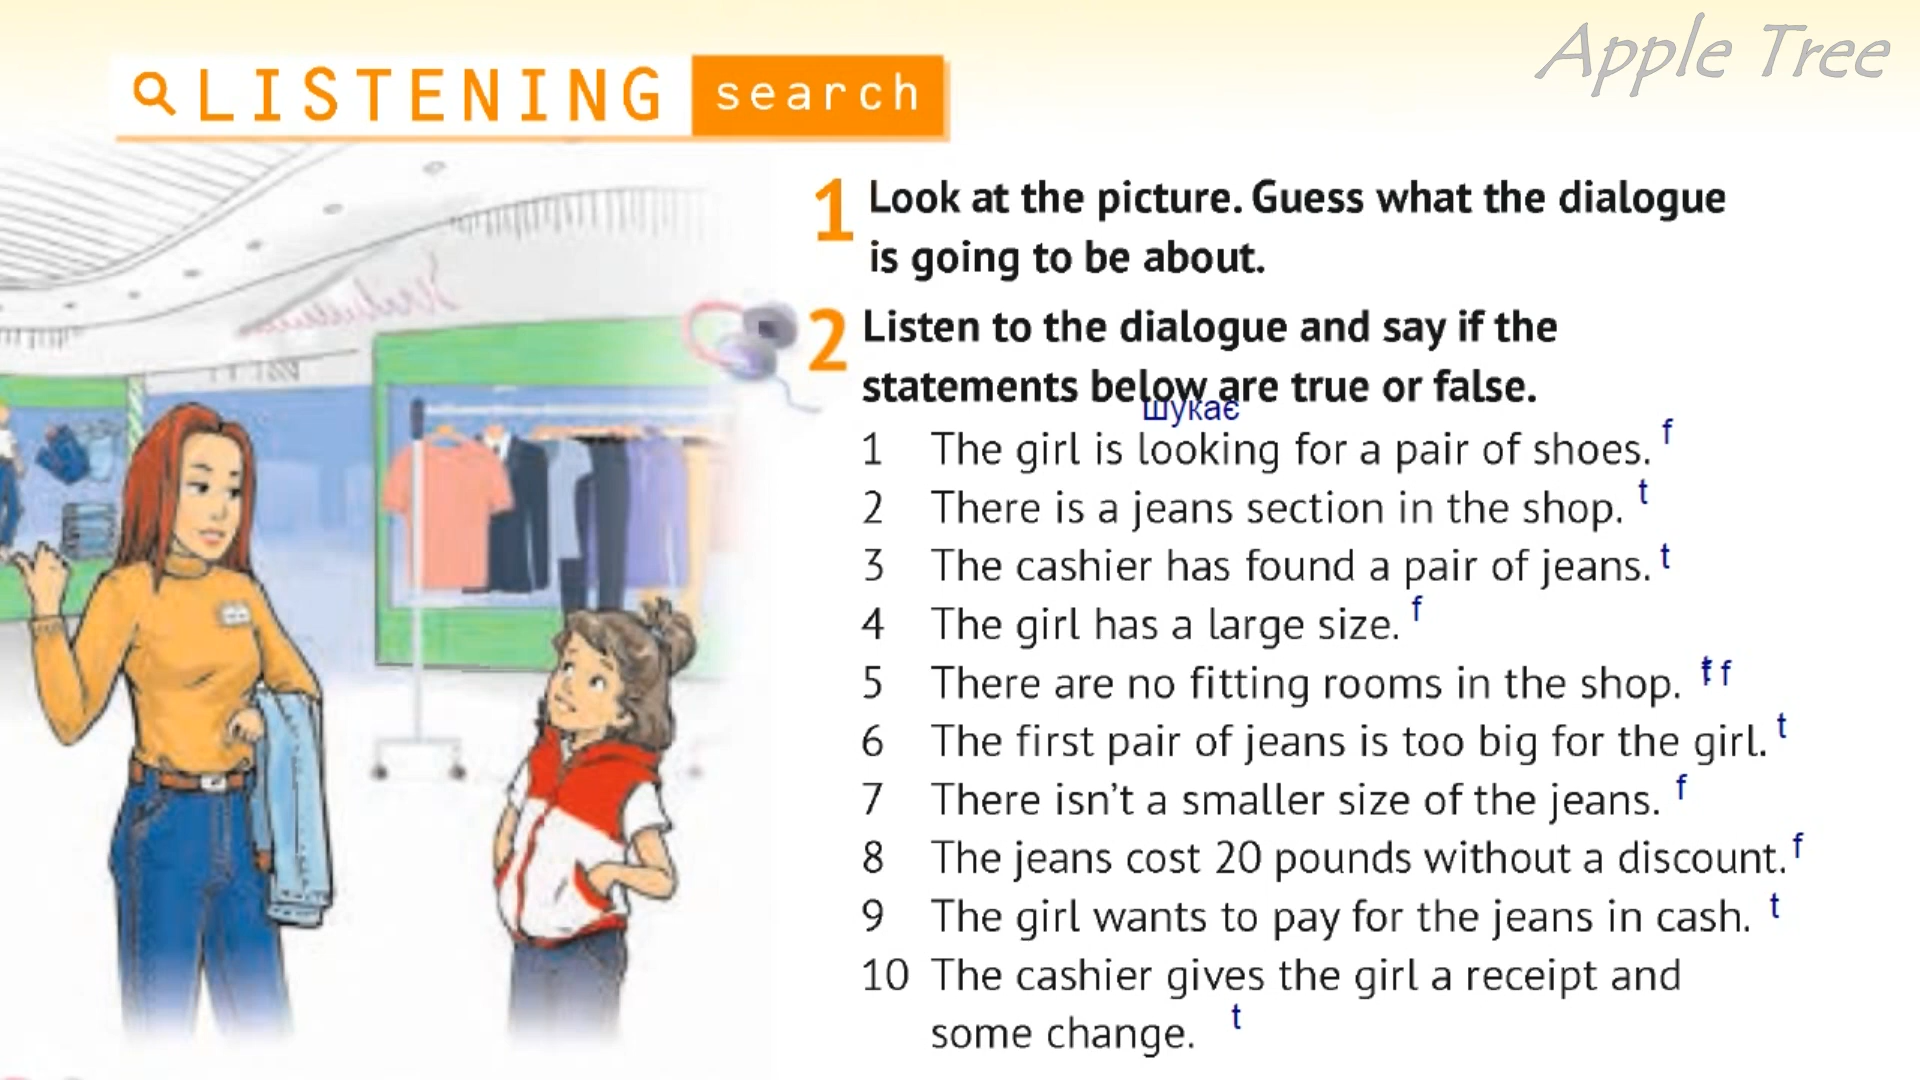 Apple Tree
LISTENING search
1 Look at the picture. Guess what the dialogue
is going to be about.
2 Listen to the dialogue and say if the
statements below are true or false.
шукає
1 The girl is looking for a pair of shoes. f
2 There is a jeans section in the shop. t
3 The cashier has found a pair of jeans. t
4 The girl has a large size. f
5 There are no fitting rooms in the shop. f
6 The first pair of jeans is too big for the girl. t
7 There isn't a smaller size of the jeans. f
8 The jeans cost 20 pounds without a discount. f
9 The girl wants to pay for the jeans in cash. t
10 The cashier gives the girl a receipt and
some change. t